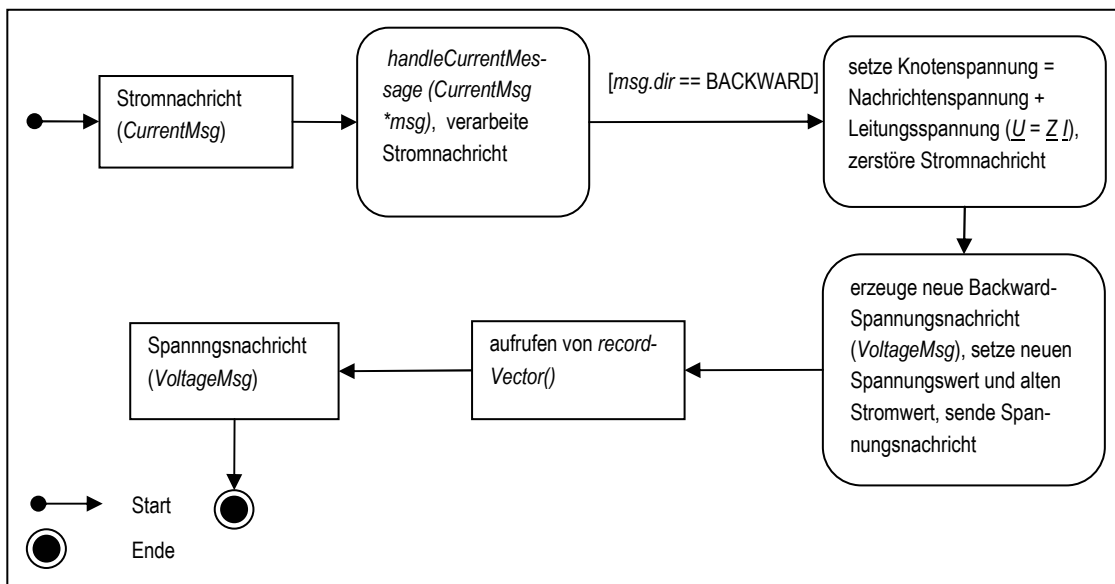 Stromnachricht
(CurrentMsg)
handleCurrentMes-
sage (CurrentMsg
*msg), verarbeite
Stromnachricht
[msg.dir == BACKWARD]
setze Knotenspannung =
Nachrichtenspannung +
Leitungsspannung (U = Z I),
zerstöre Stromnachricht
erzeuge neue Backward-
Spannungsnachricht
(VoltageMsg), setze neuen
Spannungswert und alten
Stromwert, sende Span-
nungsnachricht
aufrufen von record-
Vector()
Spannngsnachricht
(VoltageMsg)
Start
Ende